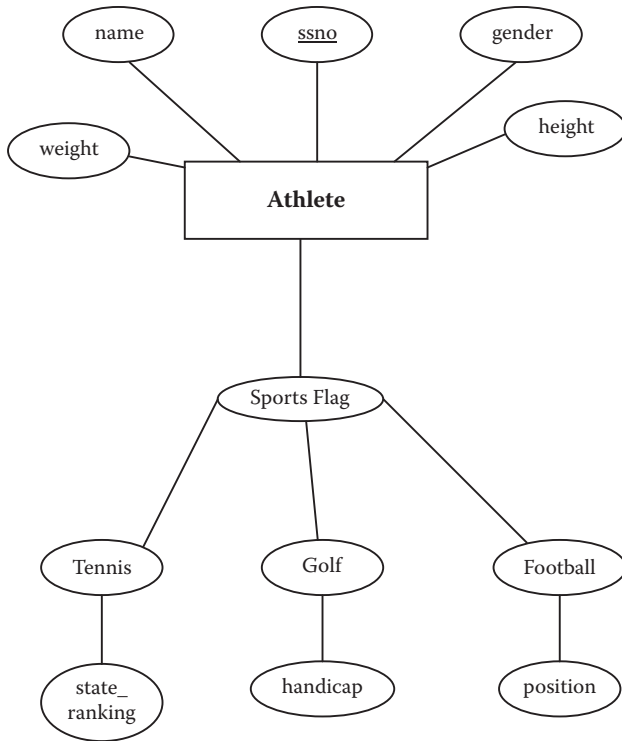 name
ssno
gender
weight
height
Athlete
Sports Flag
Tennis
Golf
Football
state_
ranking
handicap
position